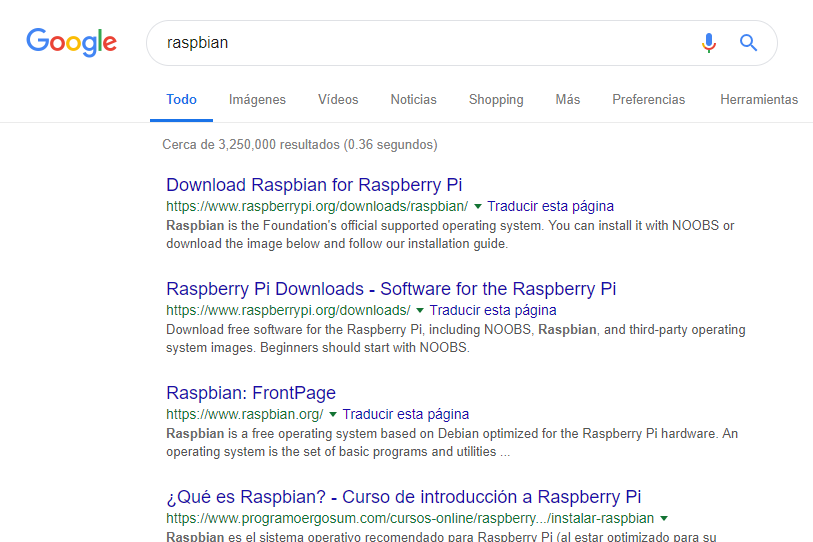 Google
raspbian
Todo Imágenes Vídeos Noticias Shopping Más Preferencias Herramientas
Cerca de 3,250,000 resultados (0.36 segundos)
Download Raspbian for Raspberry Pi
https://www.raspberrypi.org/downloads/raspbian/ Traducir esta página
Raspbian is the Foundation's official supported operating system. You can install it with NOOBS or
download the image below and follow our installation guide.
Raspberry Pi Downloads - Software for the Raspberry Pi
https://www.raspberrypi.org/downloads/ Traducir esta página
Download free software for the Raspberry Pi, including NOOBS, Raspbian, and third-party operating
system images. Beginners should start with NOOBS.
Raspbian: FrontPage
https://www.raspbian.org/ Traducir esta página
Raspbian is a free operating system based on Debian optimized for the Raspberry Pi hardware. An
operating system is the set of basic programs and utilities ...
¿Qué es Raspbian? - Curso de introducción a Raspberry Pi
https://www.programoergosum.com/cursos-online/raspberry.../instalar-raspbian
Raspbian es el sistema operativo recomendado para Raspberry Pi (al estar optimizado para su